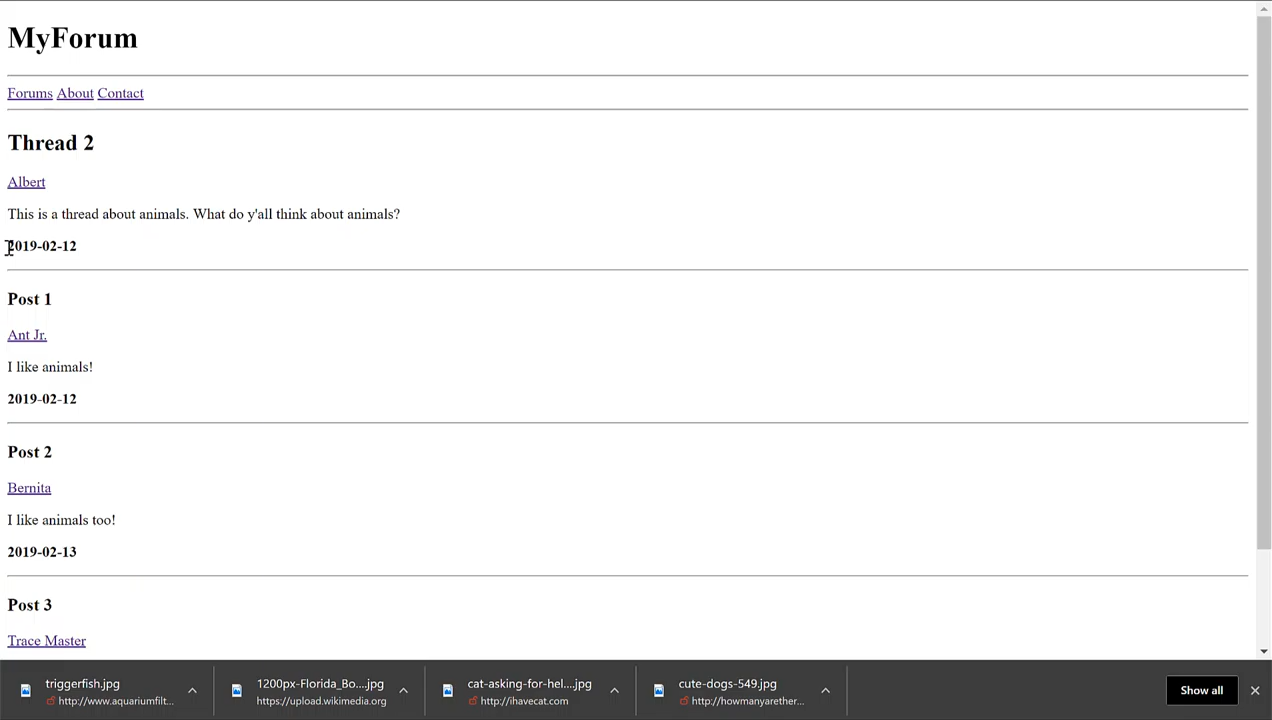 MyForum
Forums About Contact
Thread 2
Albert
This is a thread about animals. What do y'all think about animals?
2019-02-12
Post 1
Ant Jr.
I like animals!
2019-02-12
Post 2
Bernita
I like animals too!
2019-02-13
Post 3
Trace Master
triggerfish.jpg
http://www.aquariumfilt...
1200px-Florida_Bo....jpg
https://upload.wikimedia.org
cat-asking-for-hel....jpg
http://ihavecat.com
cute-dogs-549.jpg
http://howmanyarether...
Show all